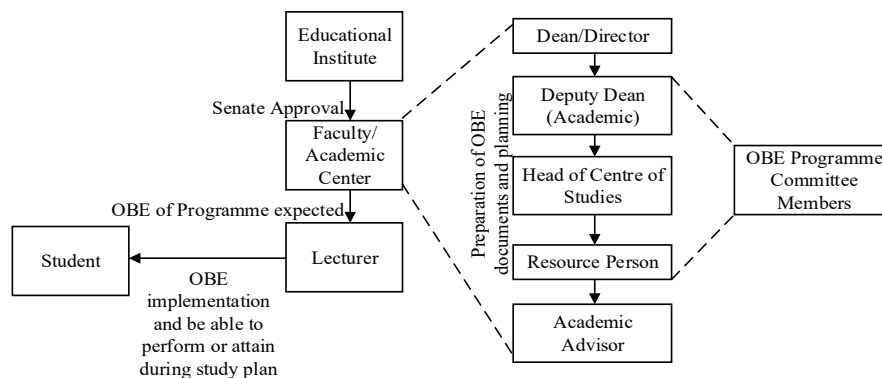 Educational
Institute
Senate Approval
Faculty/
Academic
Center
OBE of Programme expected
Lecturer
Student
OBE
implementation
and be able to
perform or attain
during study plan
Dean/Director
Deputy Dean
(Academic)
Head of Centre of
Studies
Resource Person
Academic
Advisor
Preparation of OBE
documents and planning
OBE Programme
Committee
Members